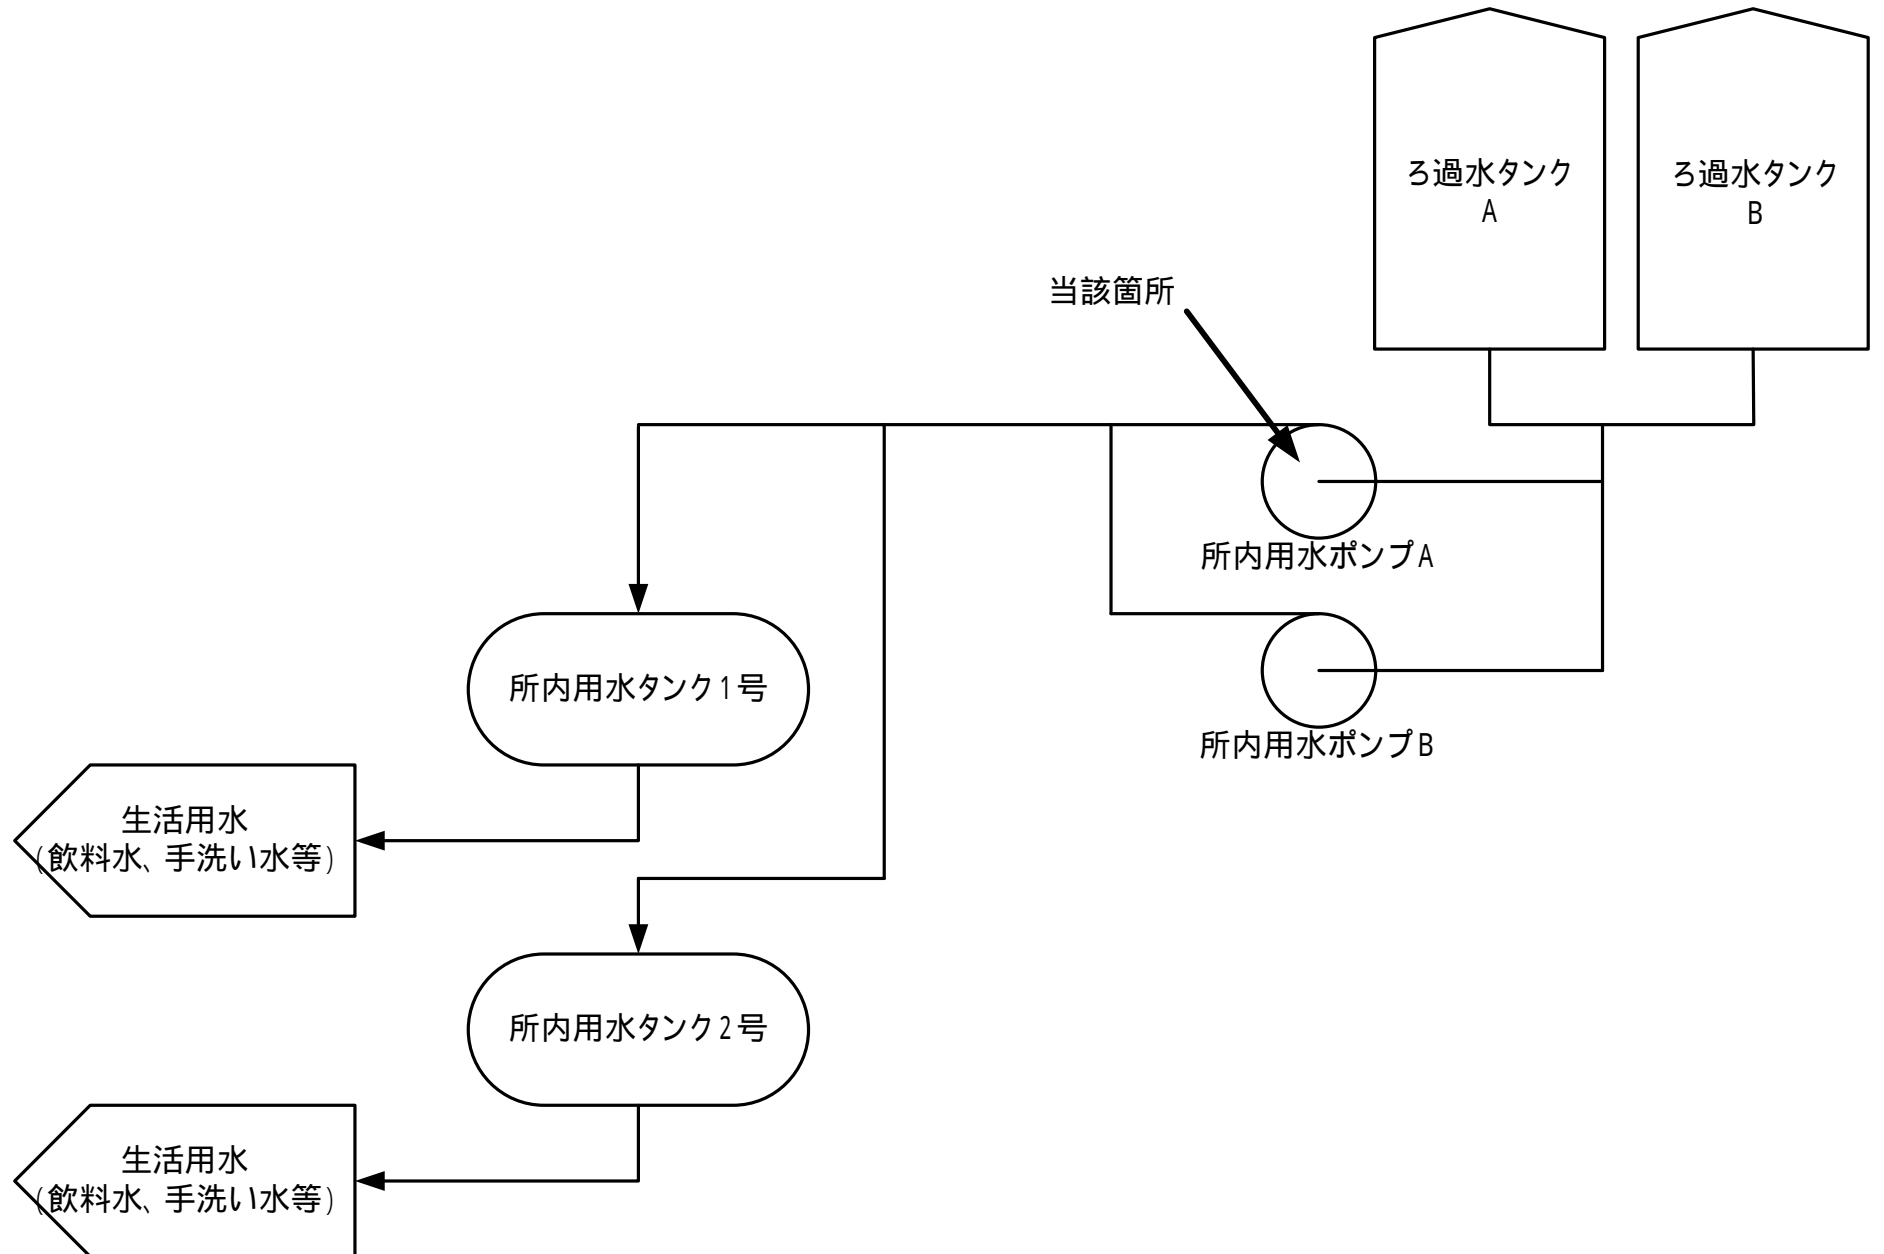 ろ過水タンク
A
ろ過水タンク
B
当該箇所
所内用水ポンプA
所内用水タンク1号
所内用水ポンプB
生活用水
(飲料水、手洗い水等)
所内用水タンク2号
生活用水
(飲料水、手洗い水等)